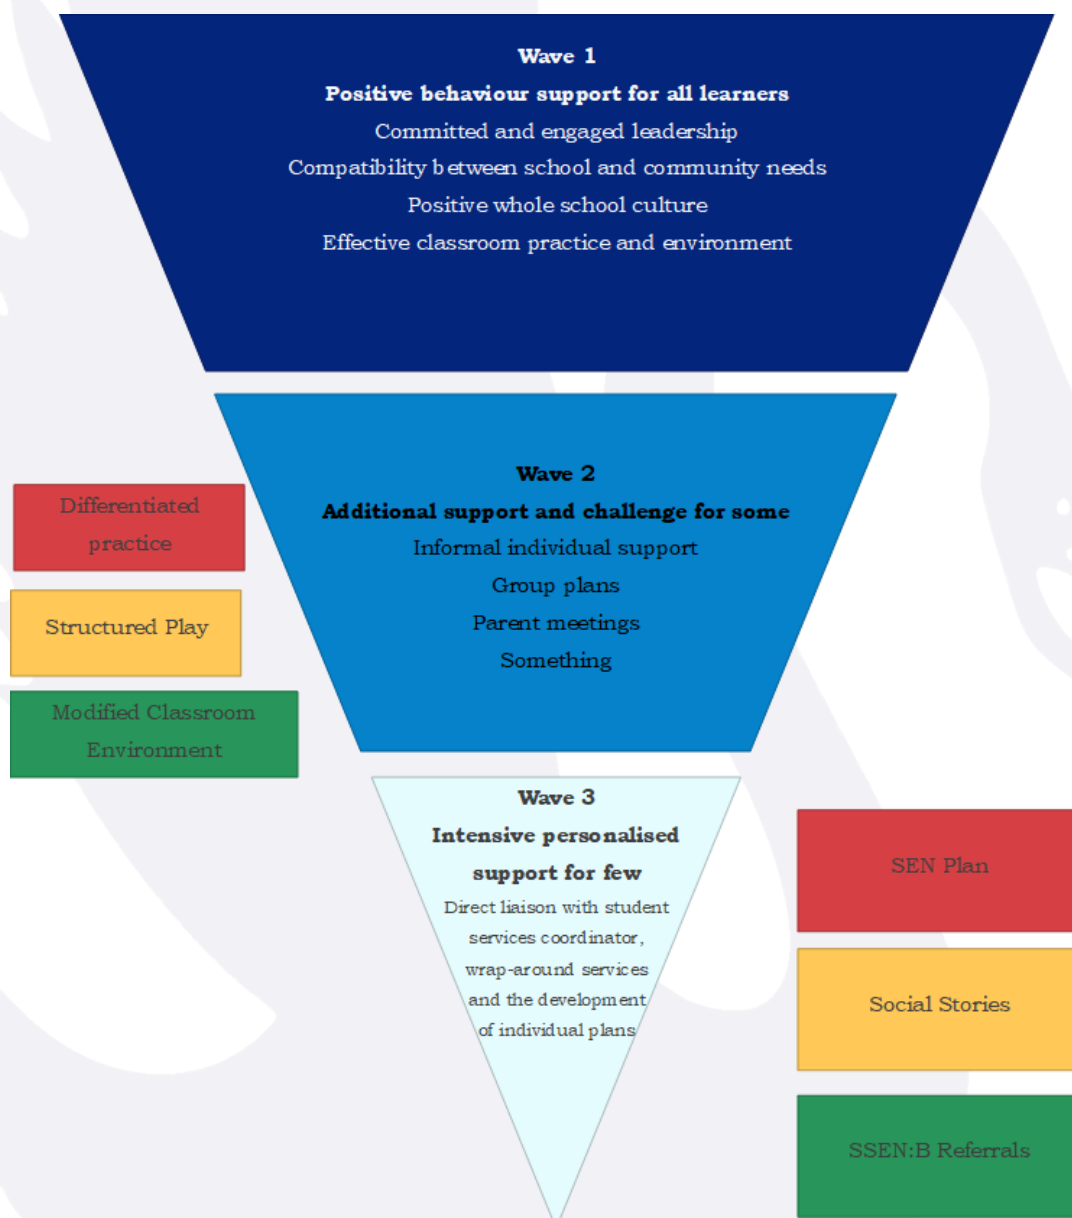 Wave 1
Positive behaviour support for all learners
Committed and engaged leadership
Compatibility between school and community needs
Positive whole school culture
Effective classroom practice and environment
Wave 2
Additional support and challenge for some
Informal individual support
Group plans
Parent meetings
Something
Differentiated
practice
Structured Play
Modified Classroom
Environment
Wave 3
Intensive personalised
support for few
Direct liaison with student
services coordinator,
wrap-around services
and the development
of individual plans
SEN Plan
Social Stories
SSEN:B Referrals